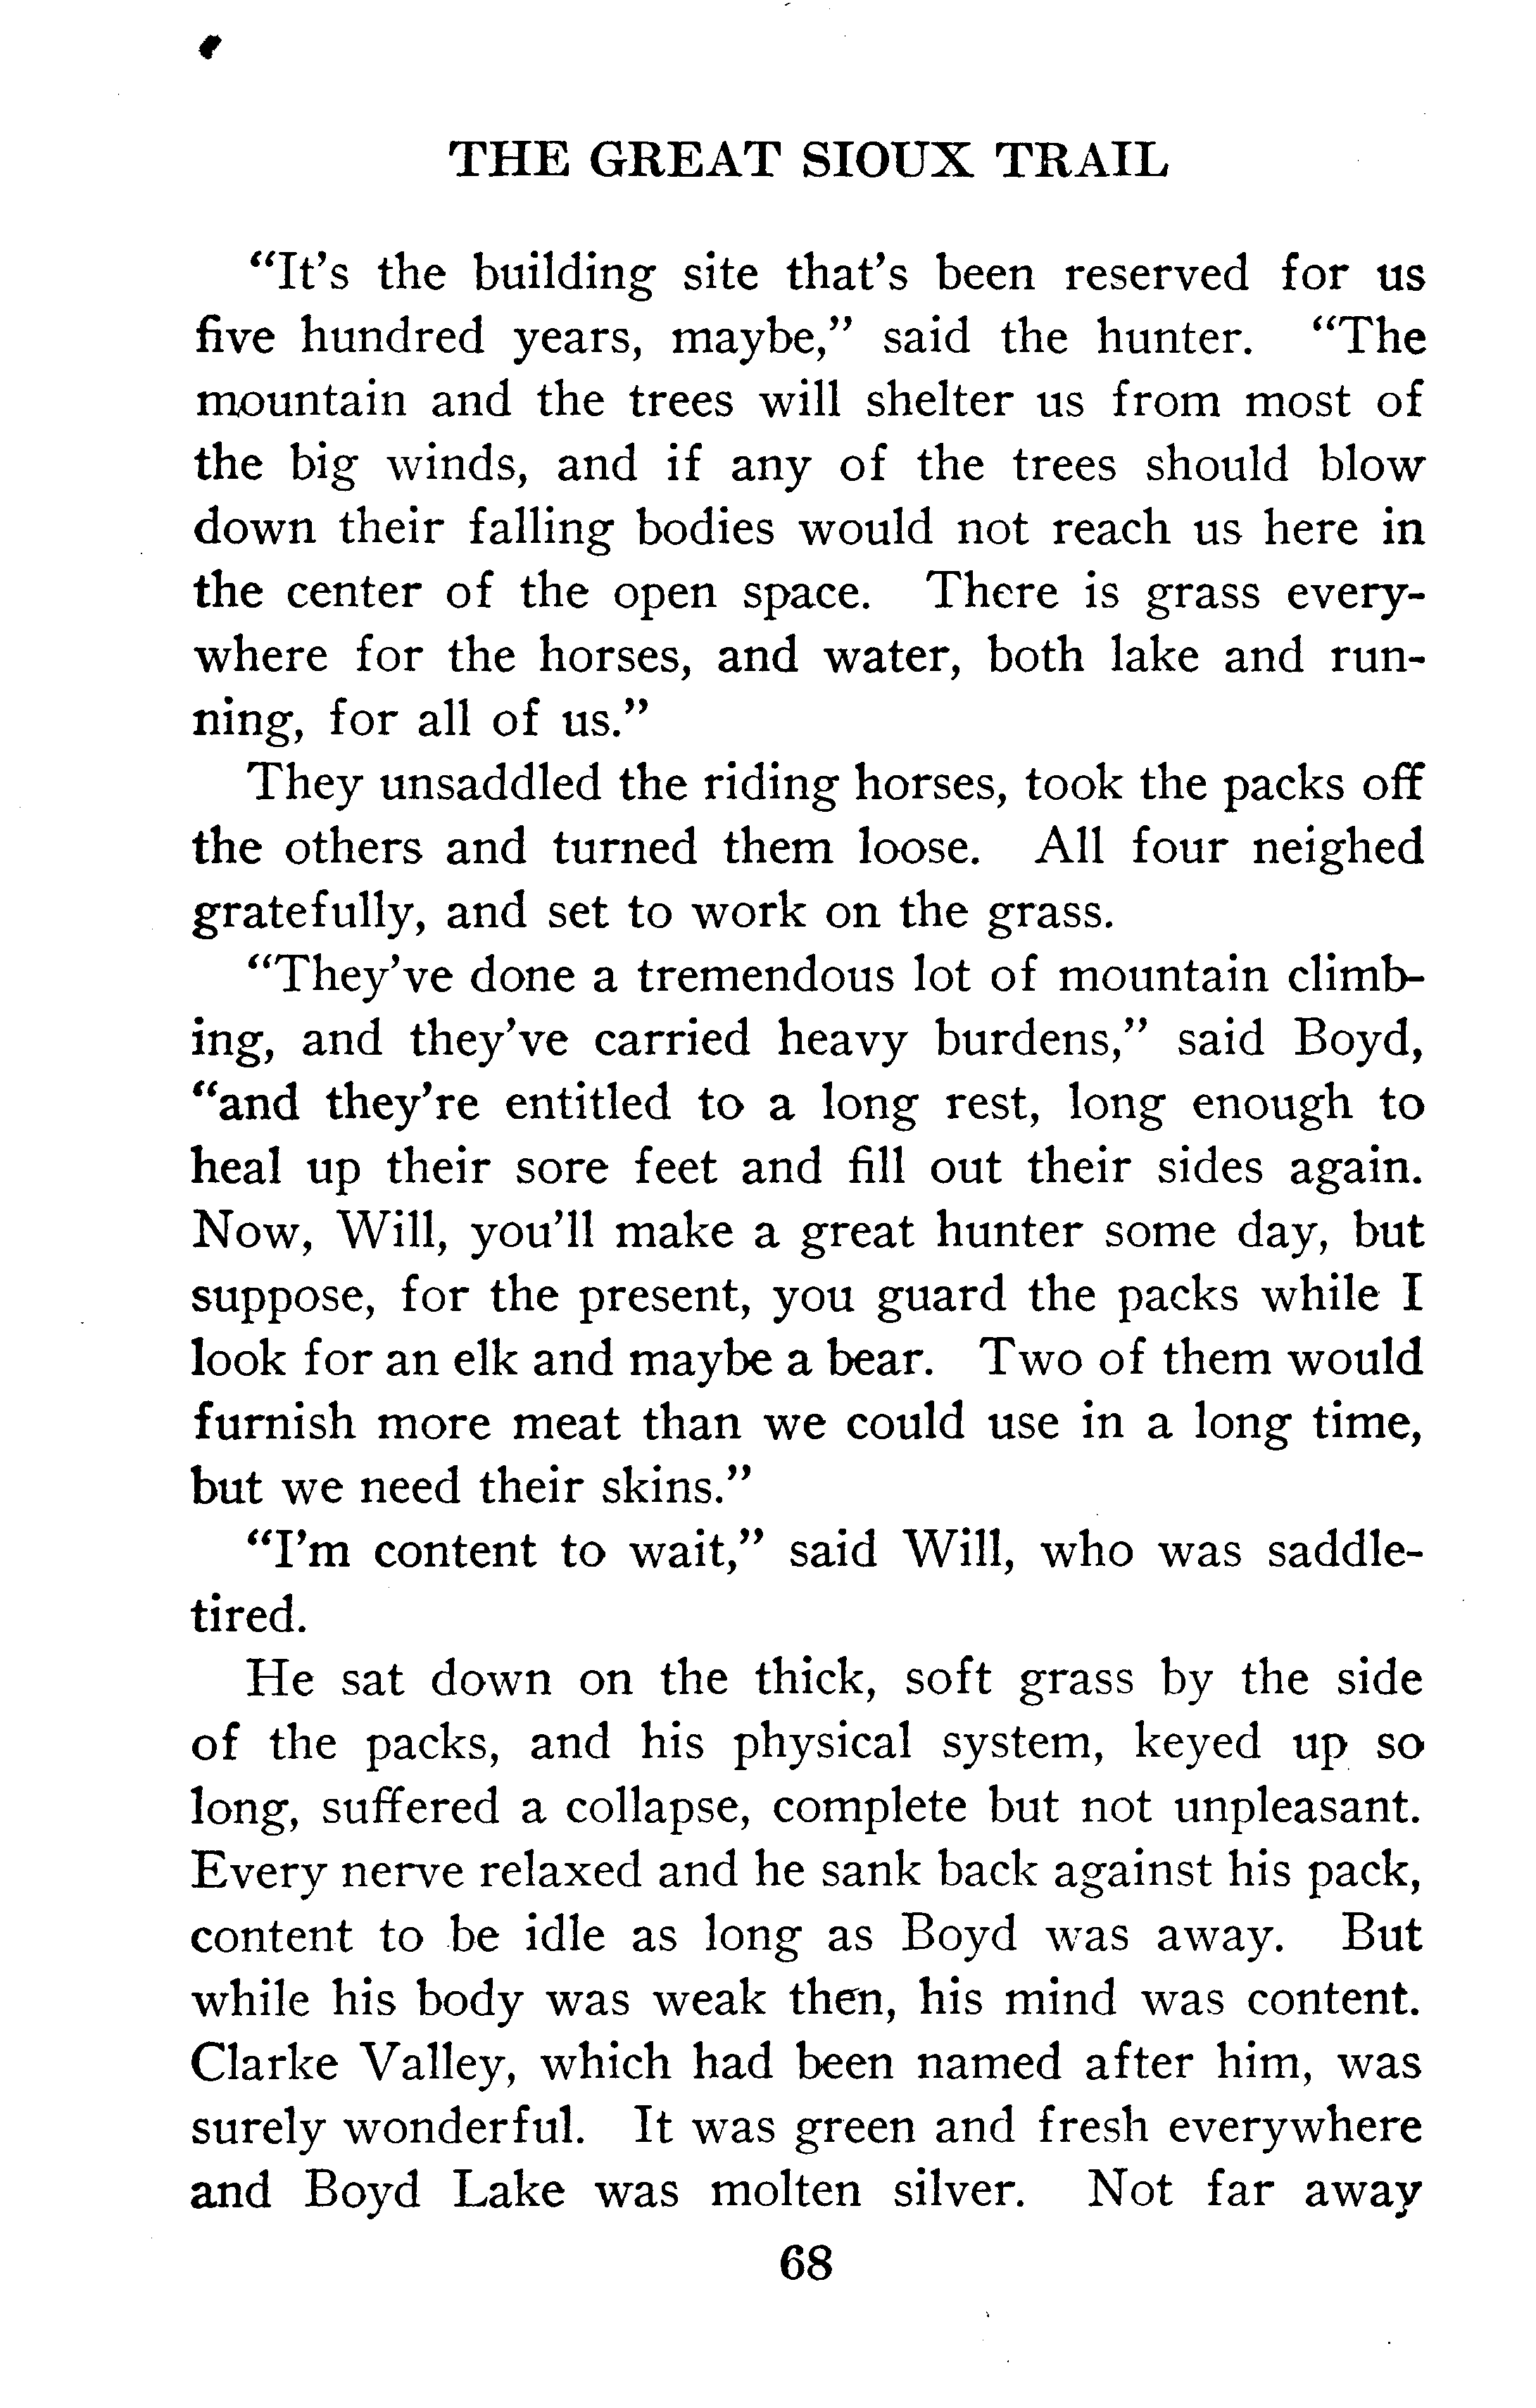 THE GREAT SIOUX TRAIL
"It's the building site that's been reserved for us
five hundred years, maybe," said the hunter. "The
mountain and the trees will shelter us from most of
the big winds, and if any of the trees should blow
down their falling bodies would not reach us here in
the center of the open space. There is grass every-
where for the horses, and water, both lake and run-
ning, for all of us."
They unsaddled the riding horses, took the packs off
the others and turned them loose. All four neighed
gratefully, and set to work on the grass.
"They've done a tremendous lot of mountain climb-
ing, and they've carried heavy burdens," said Boyd,
"and they're entitled to a long rest, long enough to
heal up their sore feet and fill out their sides again.
Now, Will, you'll make a great hunter some day, but
suppose, for the present, you guard the packs while I
look for an elk and maybe a bear. Two of them would
furnish more meat than we could use in a long time,
but we need their skins."
"I'm content to wait," said Will, who was saddle-
tired.
He sat down on the thick, soft grass by the side
of the packs, and his physical system, keyed up so
long, suffered a collapse, complete but not unpleasant.
Every nerve relaxed and he sank back against his pack,
content to be idle as long as Boyd was away. But
while his body was weak then, his mind was content.
Clarke Valley, which had been named after him, was
surely wonderful. It was green and fresh everywhere
and Boyd Lake was molten silver. Not far away
68